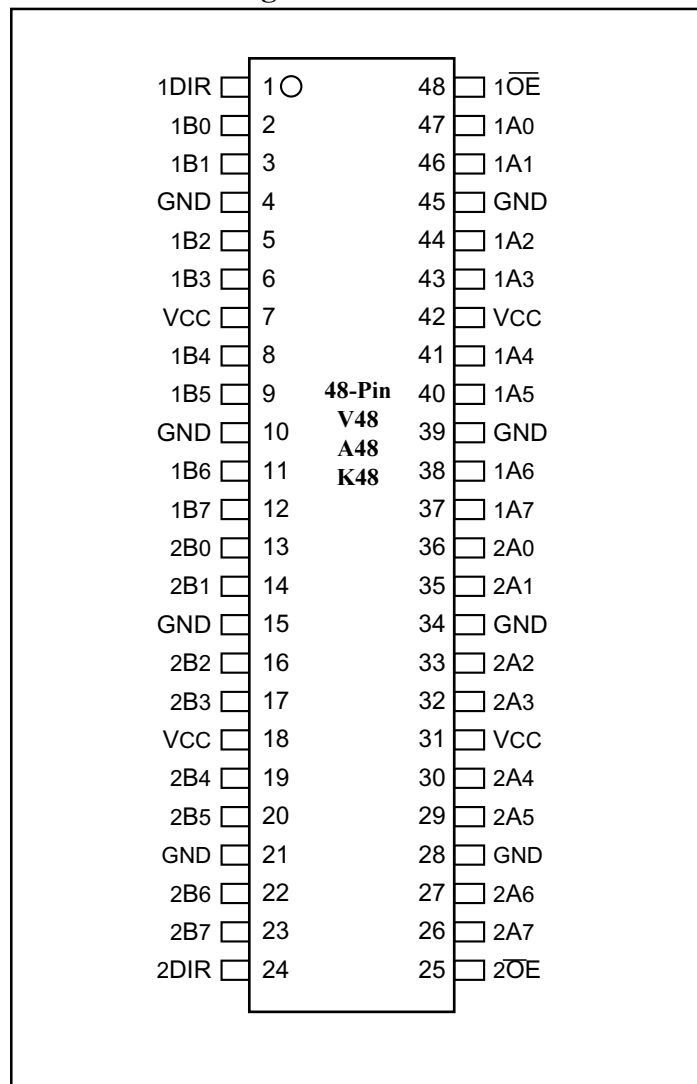 1DIR 1 48 1O̅E̅
1B0 2 47 1A0
1B1 3 46 1A1
GND 4 45 GND
1B2 5 44 1A2
1B3 6 43 1A3
VCC 7 42 VCC
1B4 8 41 1A4
1B5 9 48-Pin 40 1A5
V48
GND 10 39 GND
A48
1B6 11 K48 38 1A6
1B7 12 37 1A7
2B0 13 36 2A0
2B1 14 35 2A1
GND 15 34 GND
2B2 16 33 2A2
2B3 17 32 2A3
VCC 18 31 VCC
2B4 19 30 2A4
2B5 20 29 2A5
GND 21 28 GND
2B6 22 27 2A6
2B7 23 26 2A7
2DIR 24 25 2O̅E̅